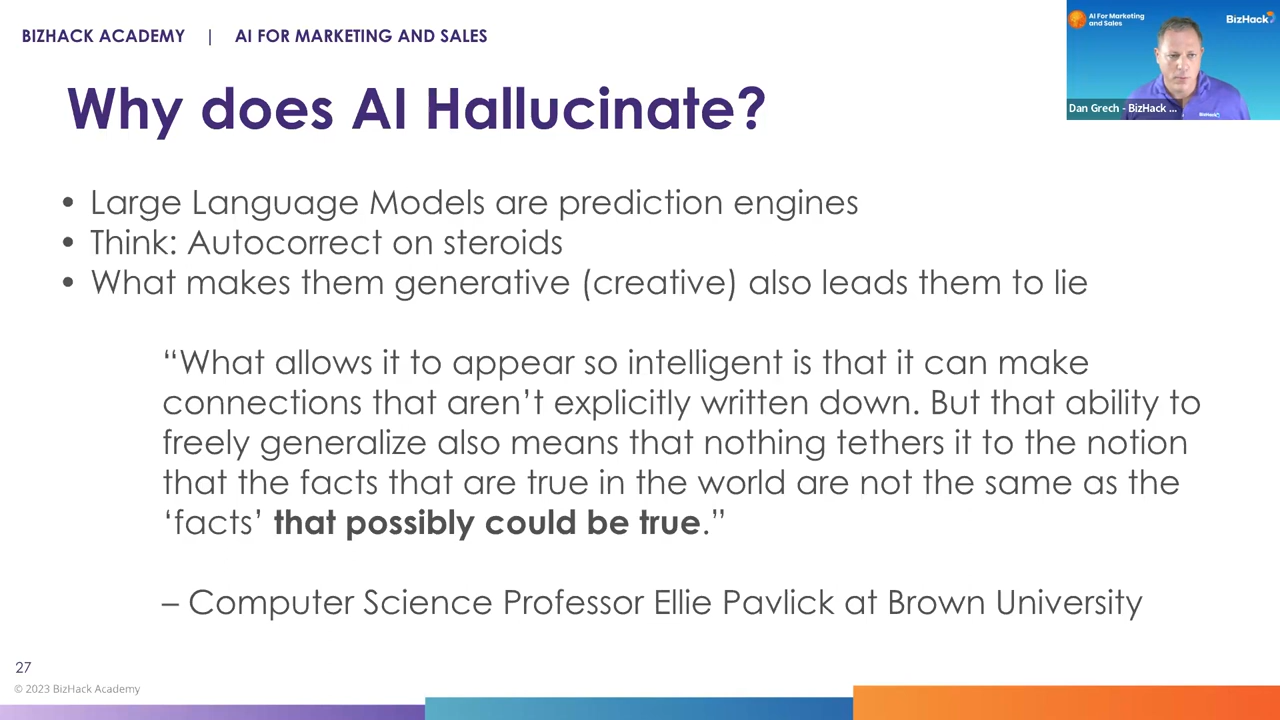 BIZHACK ACADEMY | AI FOR MARKETING AND SALES
AI For Marketing
and Sales
BizHack
Dan Grech - BizHack ...
BizHack
Why does AI Hallucinate?
• Large Language Models are prediction engines
• Think: Autocorrect on steroids
• What makes them generative (creative) also leads them to lie
“What allows it to appear so intelligent is that it can make
connections that aren’t explicitly written down. But that ability to
freely generalize also means that nothing tethers it to the notion
that the facts that are true in the world are not the same as the
‘facts’ that possibly could be true.”
– Computer Science Professor Ellie Pavlick at Brown University
27
© 2023 BizHack Academy